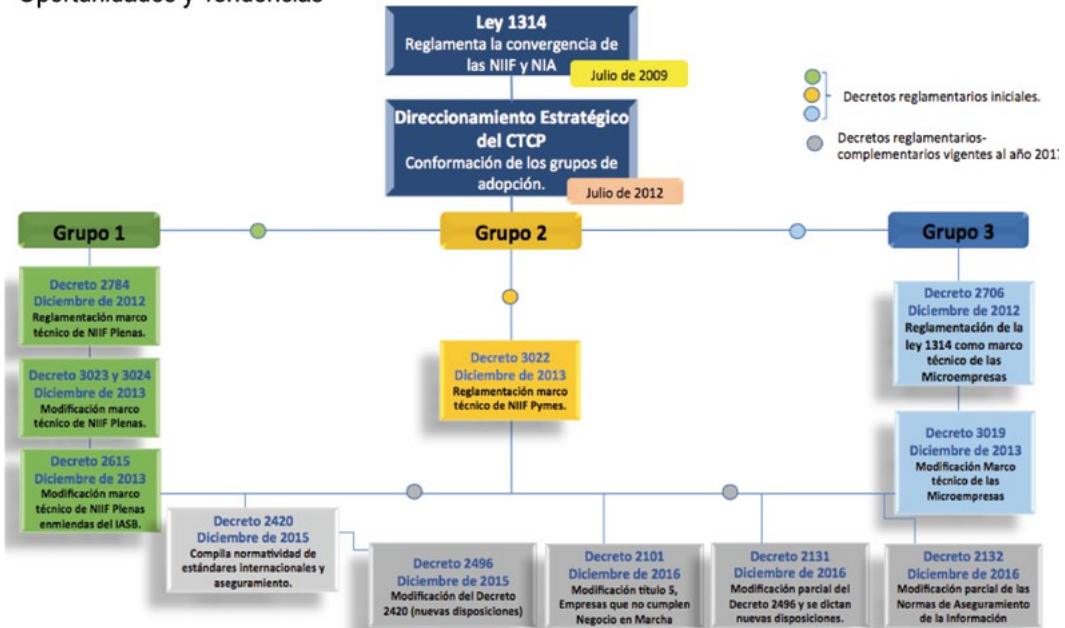 Oportunidades y Tendencias
Ley 1314
Reglamenta la convergencia de
las NIIF y NIA
Julio de 2009
Direccionamiento Estratégico
del CTCP
Conformación de los grupos de
adopción.
Julio de 2012
Decretos reglamentarios iniciales.
Decretos reglamentarios-
complementarios vigentes al año 201
Grupo 1
Grupo 2
Grupo 3
Decreto 2784
Diciembre de 2012
Reglamentación marco
técnico de NIIF Plenas.
Decreto 3023 y 3024
Diciembre de 2013
Modificación marco
técnico de NIIF Plenas.
Decreto 2615
Diciembre de 2013
Modificación marco
técnico de NIIF Plenas
enmiendas del IASB.
Decreto 3022
Diciembre de 2013
Reglamentación marco
técnico de NIIF Pymes.
Decreto 2706
Diciembre de 2012
Reglamentación de la
ley 1314 como marco
técnico de las
Microempresas
Decreto 3019
Diciembre de 2013
Modificación Marco
técnico de las
Microempresas
Decreto 2420
Diciembre de 2015
Compila normatividad de
estándares internacionales y
aseguramiento.
Decreto 2496
Diciembre de 2015
Modificación del Decreto
2420 (nuevas disposiciones)
Decreto 2101
Diciembre de 2016
Modificación título 5,
Empresas que no cumplen
Negocio en Marcha
Decreto 2131
Diciembre de 2016
Modificación parcial del
Decreto 2496 y se dictan
nuevas disposiciones.
Decreto 2132
Diciembre de 2016
Modificación parcial de las
Normas de Aseguramiento
de la Información